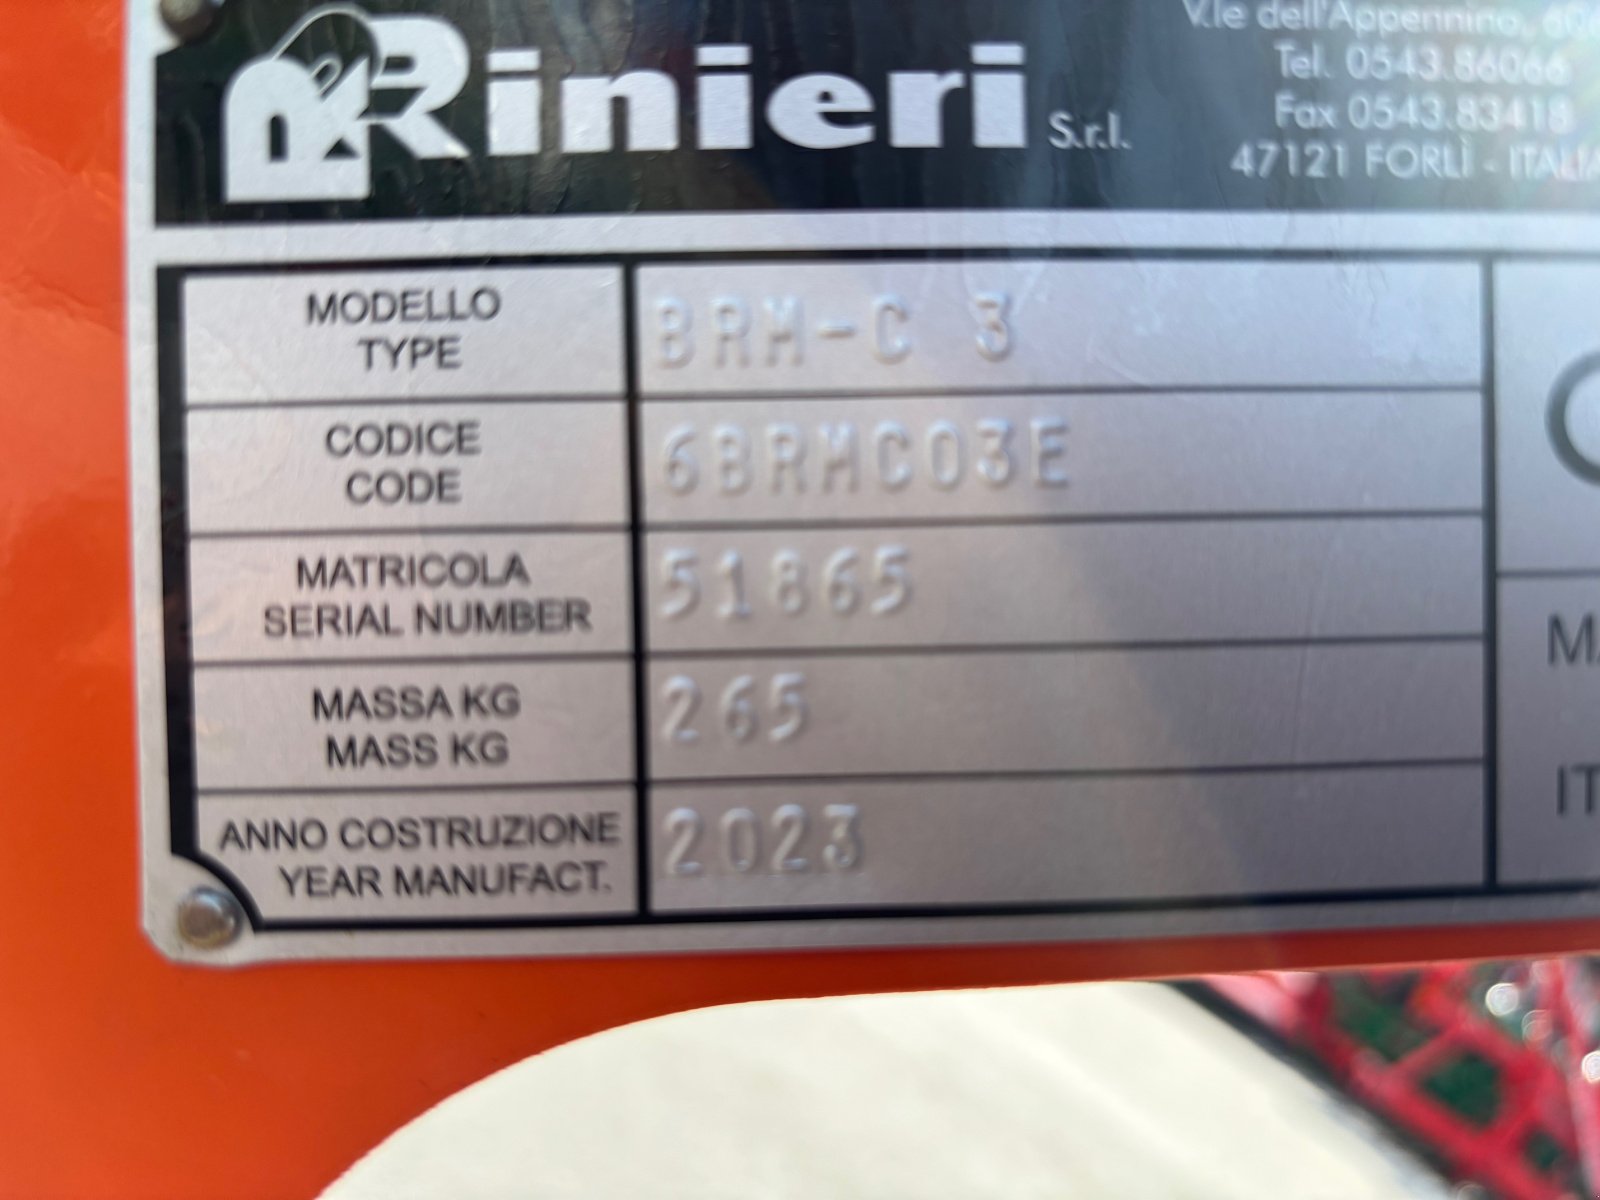 Rinieri S.r.l.
V.le dell'Appennino,
Tel. 0543.86066
Fax 0543.83418
47121 FORLÌ - ITALIA
MODELLO
TYPE
BRM-C 3
CODICE
CODE
6BRMC03E
MATRICOLA
SERIAL NUMBER
51865
MASSA KG
MASS KG
265
ANNO COSTRUZIONE
YEAR MANUFACT.
2023